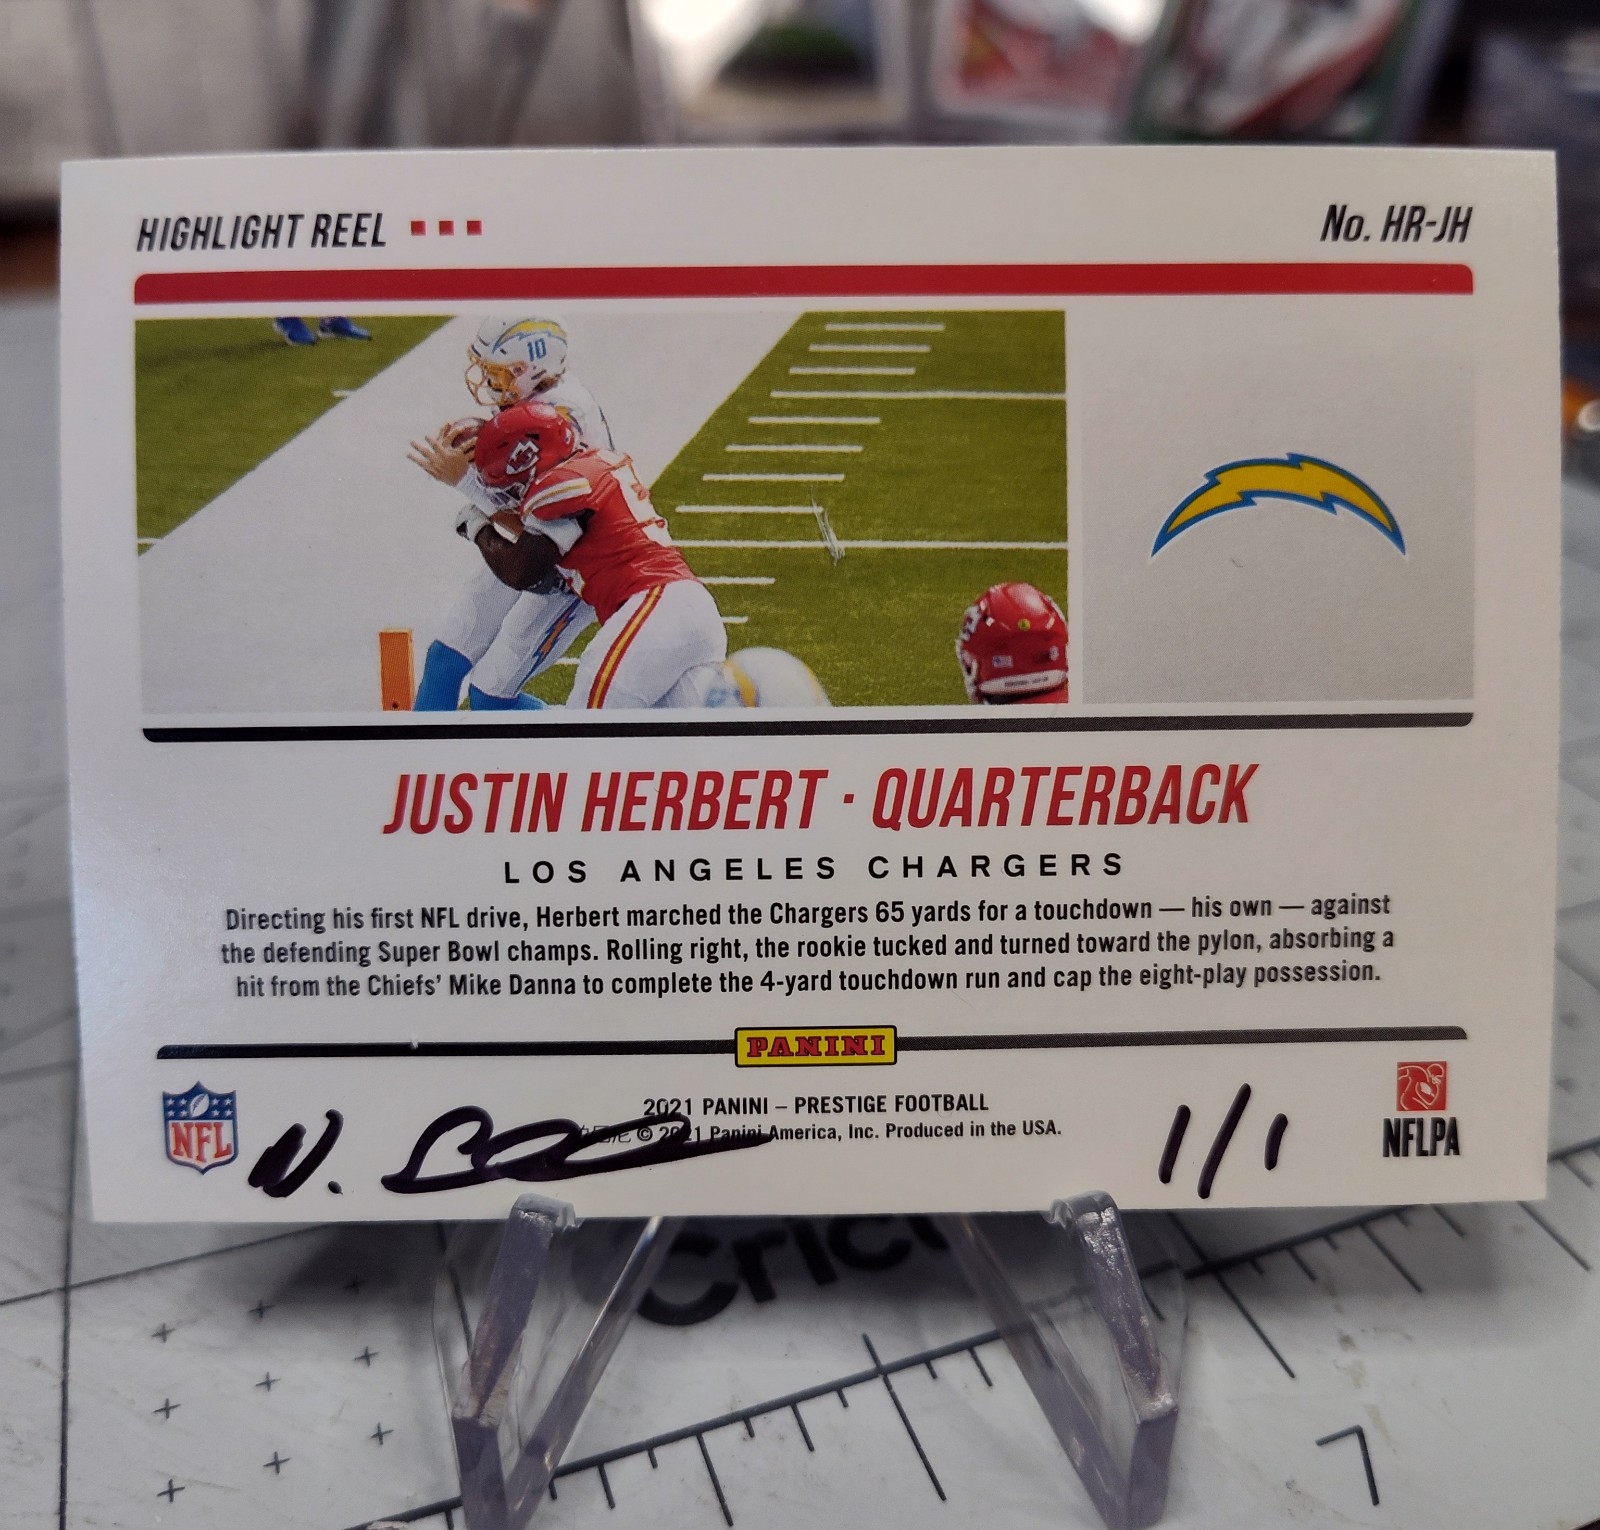 HIGHLIGHT REEL
No. HR-JH
10
JUSTIN HERBERT · QUARTERBACK
LOS ANGELES CHARGERS
Directing his first NFL drive, Herbert marched the Chargers 65 yards for a touchdown — his own — against
the defending Super Bowl champs. Rolling right, the rookie tucked and turned toward the pylon, absorbing a
hit from the Chiefs' Mike Danna to complete the 4-yard touchdown run and cap the eight-play possession.
PANINI
2021 PANINI – PRESTIGE FOOTBALL
© 2021 Panini America, Inc. Produced in the USA.
NFL
N.
1/1
NFLPA
Cricu
7